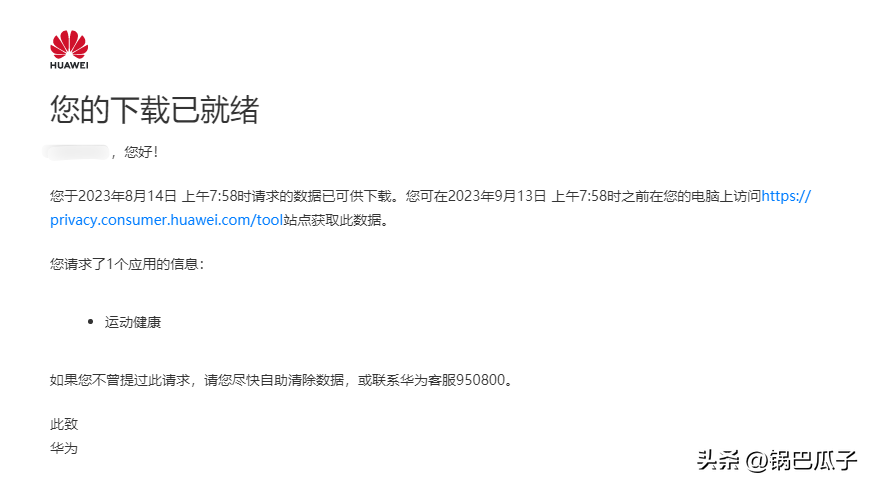 HUAWEI
您的下载已就绪
，您好！
您于2023年8月14日 上午7:58时请求的数据已可供下载。您可在2023年9月13日 上午7:58时之前在您的电脑上访问https://
privacy.consumer.huawei.com/tool站点获取此数据。
您请求了1个应用的信息：
• 运动健康
如果您不曾提过此请求，请您尽快自助清除数据，或联系华为客服950800。
此致
华为
头条 @锅巴瓜子